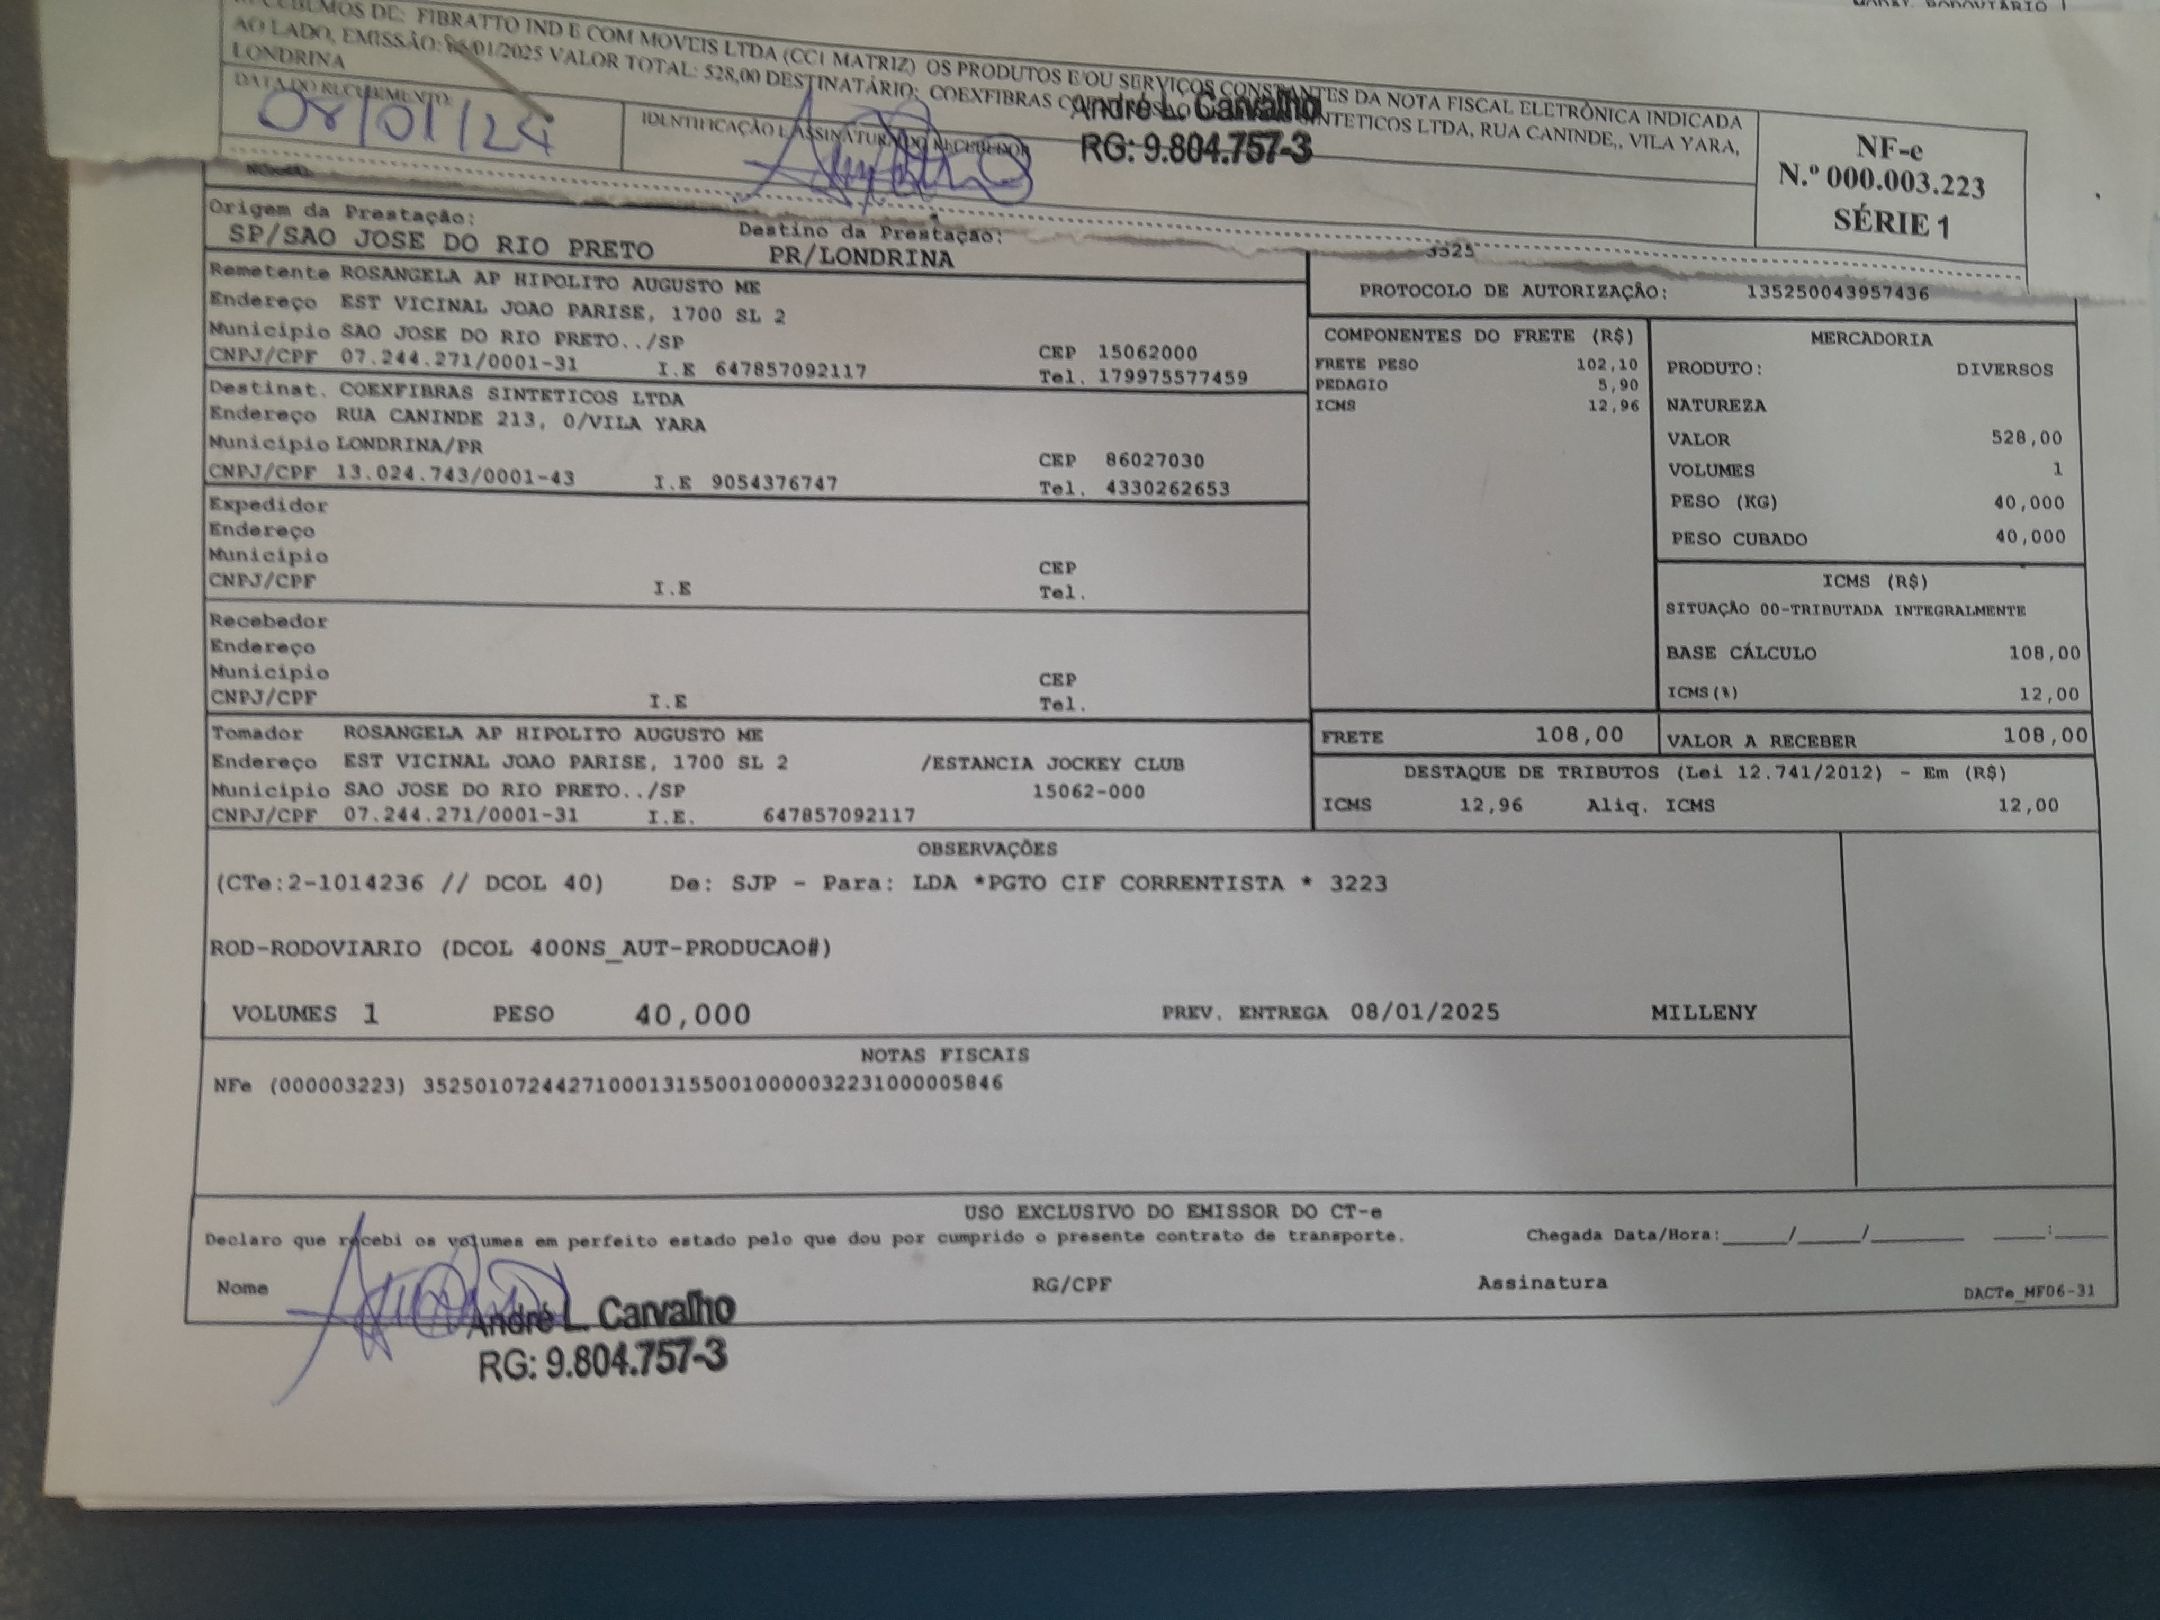 MODAL RODOVIÁRIO
RECEBEMOS DE: FIBRATTO IND E COM MOVEIS LTDA (CC1 MATRIZ) OS PRODUTOS E/OU SERVIÇOS CONSTANTES DA NOTA FISCAL ELETRÔNICA INDICADA
AO LADO, EMISSÃO: /01/2025 VALOR TOTAL: 528,00 DESTINATÁRIO: COEXFIBRAS SINTETICOS LTDA, RUA CANINDE,, VILA YARA,
LONDRINA
DATA DO RECEBIMENTO
08/01/24
IDENTIFICAÇÃO E ASSINATURA DO RECEBEDOR
André L. Carvalho
RG: 9.804.757-3
NF-e
N.º 000.003.223
SÉRIE 1
Origem da Prestação:
SP/SAO JOSE DO RIO PRETO
Destino da Prestação:
PR/LONDRINA
3525
PROTOCOLO DE AUTORIZAÇÃO: 135250043957436
Remetente ROSANGELA AP HIPOLITO AUGUSTO ME
Endereço EST VICINAL JOAO PARISE, 1700 SL 2
Município SAO JOSE DO RIO PRETO../SP CEP 15062000
CNPJ/CPF 07.244.271/0001-31 I.E 647857092117 Tel. 179975577459
Destinat. COEXFIBRAS SINTETICOS LTDA
Endereço RUA CANINDE 213, 0/VILA YARA
Município LONDRINA/PR CEP 86027030
CNPJ/CPF 13.024.743/0001-43 I.E 9054376747 Tel. 4330262653
Expedidor
Endereço
Município CEP
CNPJ/CPF I.E Tel.
Recebedor
Endereço
Município CEP
CNPJ/CPF I.E Tel.
Tomador ROSANGELA AP HIPOLITO AUGUSTO ME
Endereço EST VICINAL JOAO PARISE, 1700 SL 2 /ESTANCIA JOCKEY CLUB
Município SAO JOSE DO RIO PRETO../SP 15062-000
CNPJ/CPF 07.244.271/0001-31 I.E. 647857092117
COMPONENTES DO FRETE (R$)
FRETE PESO 102,10
PEDAGIO 5,90
ICMS 12,96
MERCADORIA
PRODUTO: DIVERSOS
NATUREZA
VALOR 528,00
VOLUMES 1
PESO (KG) 40,000
PESO CUBADO 40,000
ICMS (R$)
SITUAÇÃO 00-TRIBUTADA INTEGRALMENTE
BASE CÁLCULO 108,00
ICMS(%) 12,00
FRETE 108,00 VALOR A RECEBER 108,00
DESTAQUE DE TRIBUTOS (Lei 12.741/2012) - Em (R$)
ICMS 12,96 Aliq. ICMS 12,00
OBSERVAÇÕES
(CTe:2-1014236 // DCOL 40) De: SJP - Para: LDA *PGTO CIF CORRENTISTA * 3223
ROD-RODOVIARIO (DCOL 400NS_AUT-PRODUCAO#)
VOLUMES 1 PESO 40,000 PREV. ENTREGA 08/01/2025 MILLENY
NOTAS FISCAIS
NFe (000003223) 35250107244271000131550010000032231000005846
USO EXCLUSIVO DO EMISSOR DO CT-e
Declaro que recebi os volumes em perfeito estado pelo que dou por cumprido o presente contrato de transporte. Chegada Data/Hora:____/____/______ ____:____
Nome RG/CPF Assinatura DACTe_MF06-31
André L. Carvalho
RG: 9.804.757-3